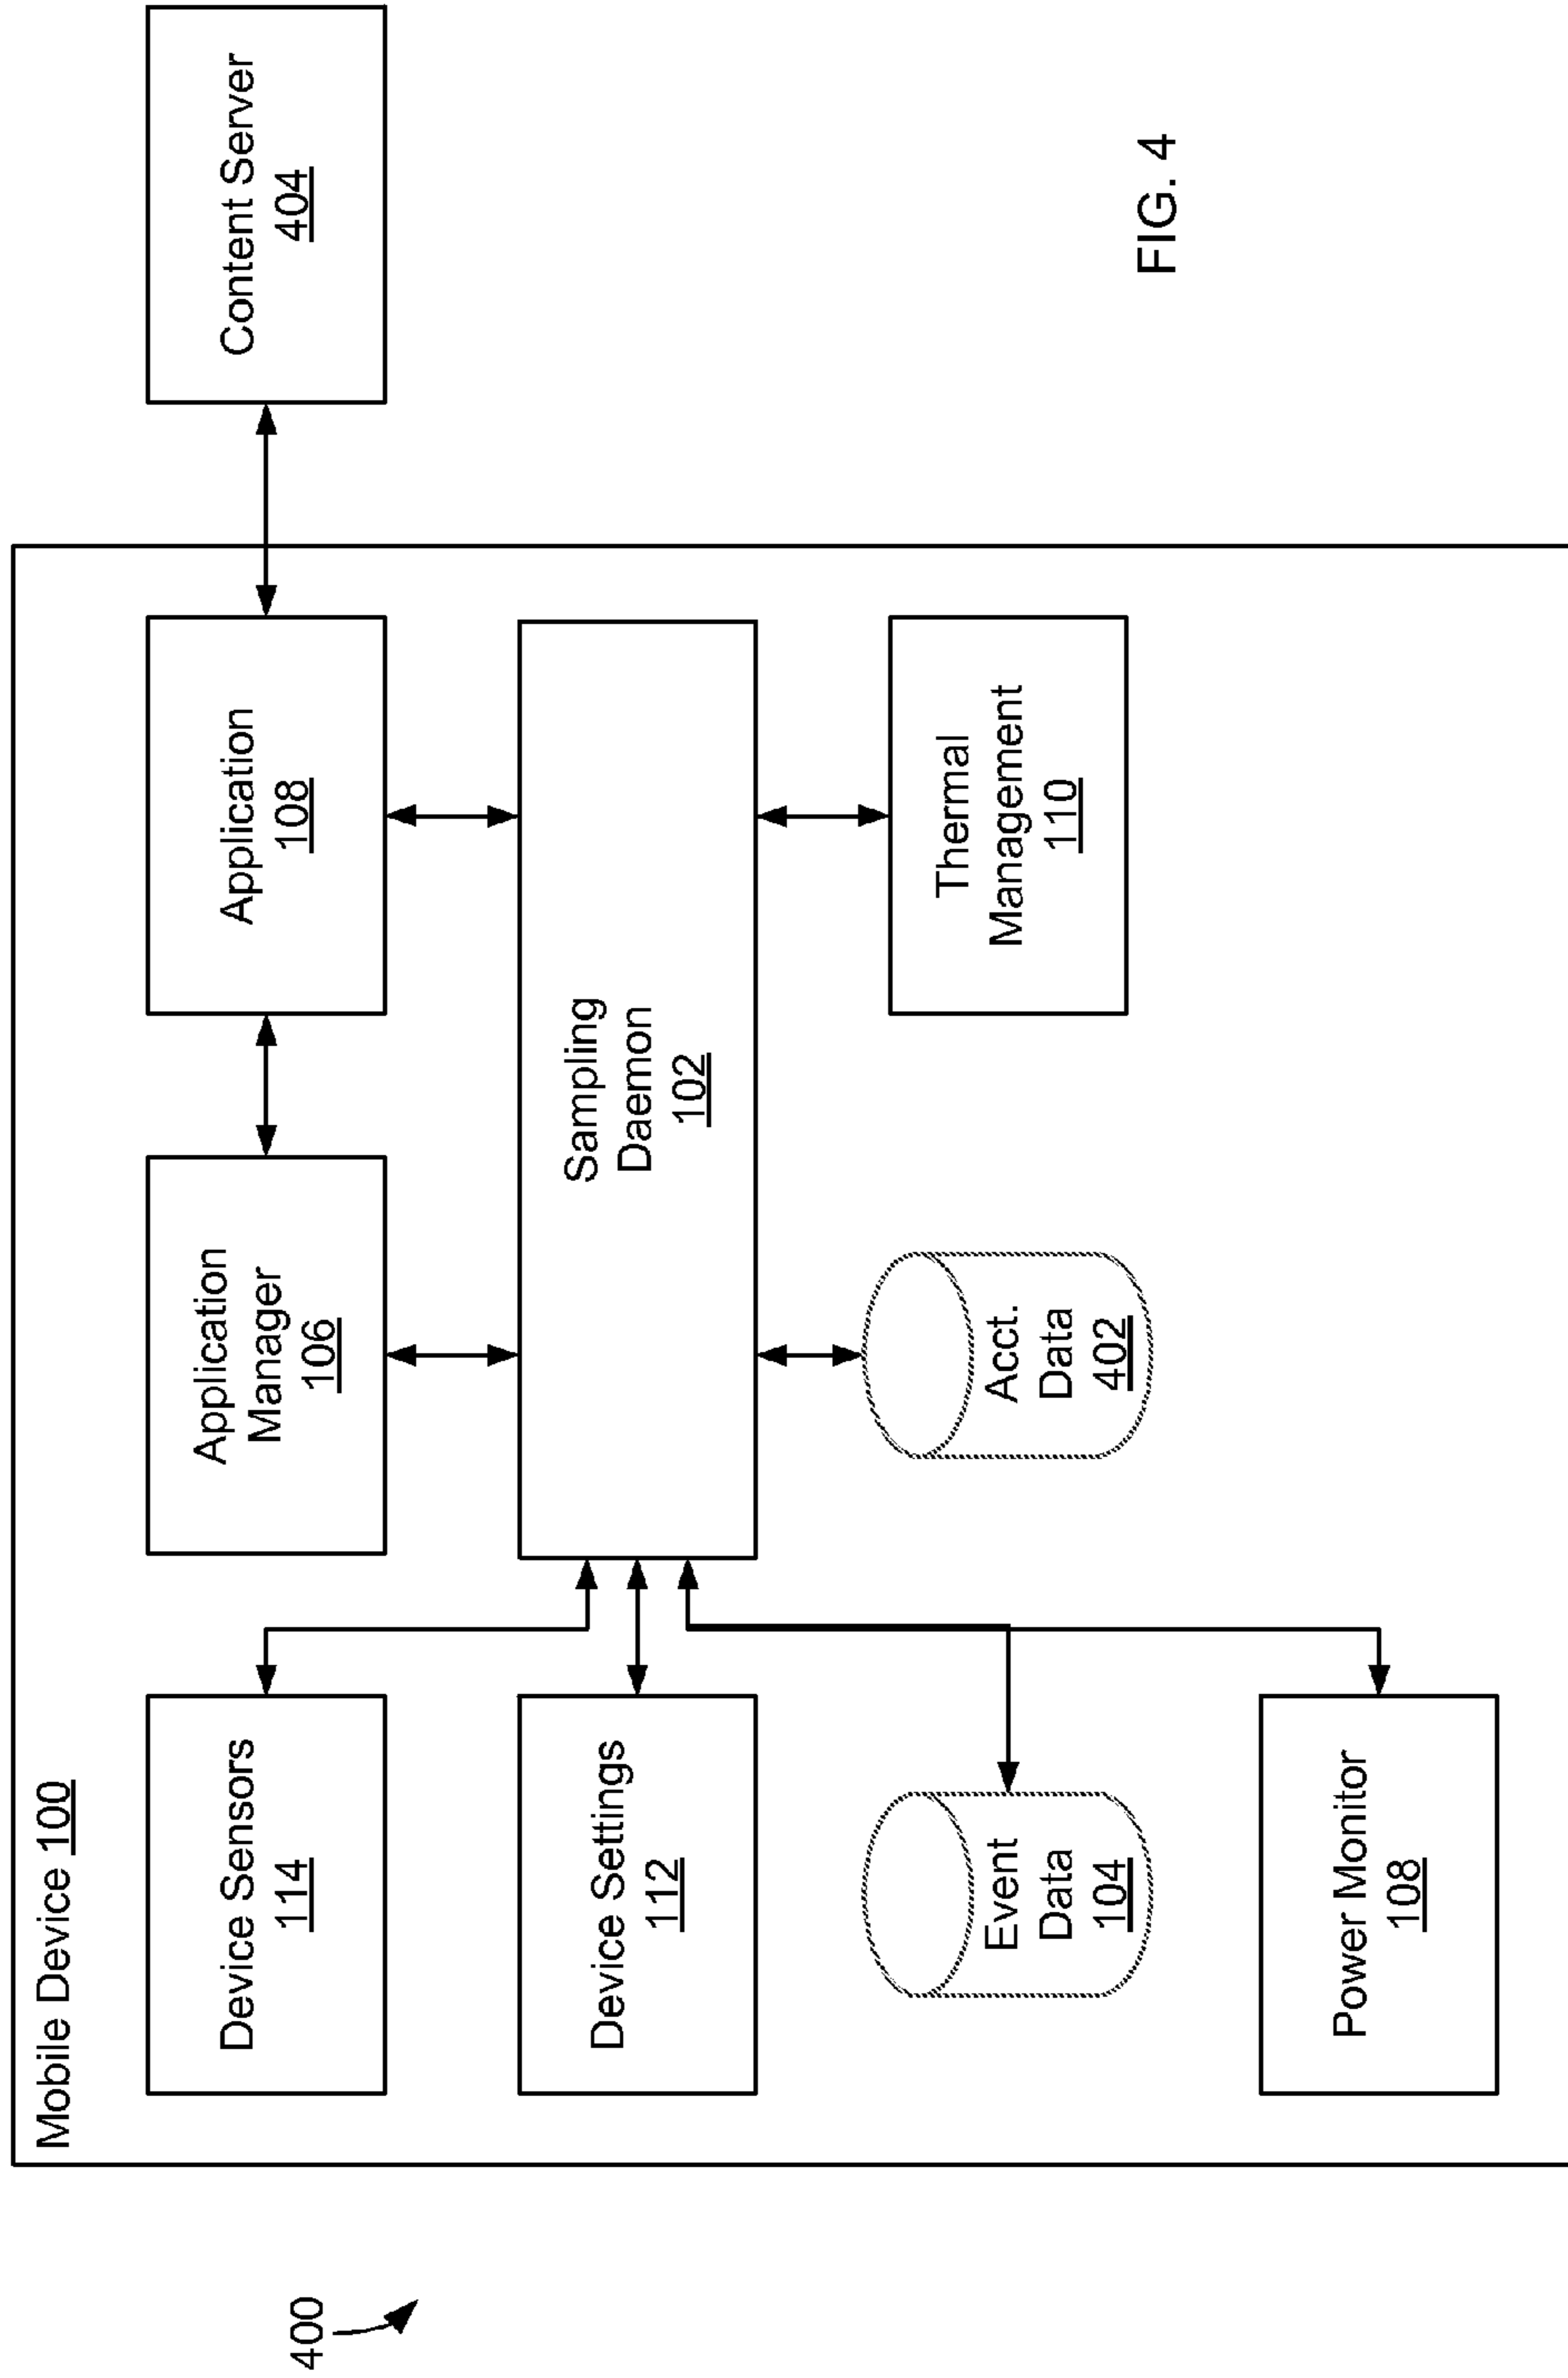 400
Mobile Device 100
Device Sensors
114
Application
Manager
106
Application
108
Content Server
404
Device Settings
112
Sampling
Daemon
102
Event
Data
104
Acct.
Data
402
Thermal
Management
110
Power Monitor
108
FIG. 4